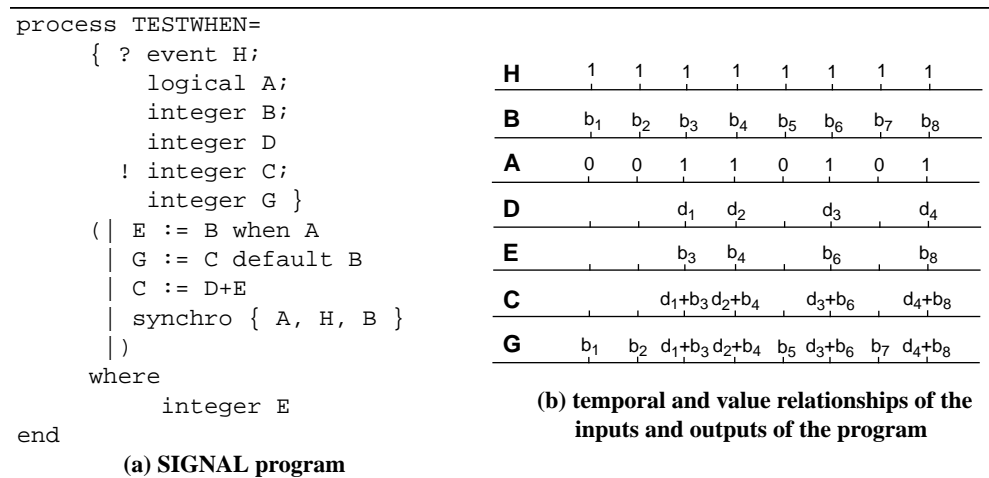 process TESTWHEN=
{ ? event H;
logical A;
integer B;
integer D
! integer C;
integer G }
(| E := B when A
| G := C default B
| C := D+E
| synchro { A, H, B }
|)
where
integer E
end
(a) SIGNAL program
H 1 1 1 1 1 1 1 1
B b1 b2 b3 b4 b5 b6 b7 b8
A 0 0 1 1 0 1 0 1
D d1 d2 d3 d4
E b3 b4 b6 b8
C d1+b3 d2+b4 d3+b6 d4+b8
G b1 b2 d1+b3 d2+b4 b5 d3+b6 b7 d4+b8
(b) temporal and value relationships of the
inputs and outputs of the program